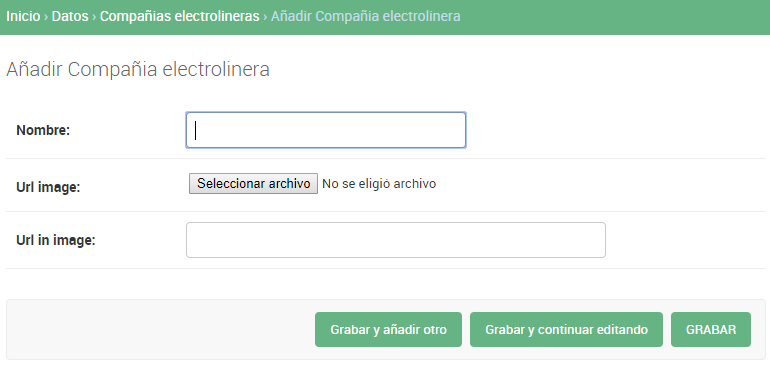 Inicio › Datos › Compañias electrolineras › Añadir Compañia electrolinera
Añadir Compañia electrolinera
Nombre:
Url image: Seleccionar archivo No se eligió archivo
Url in image:
Grabar y añadir otro Grabar y continuar editando GRABAR